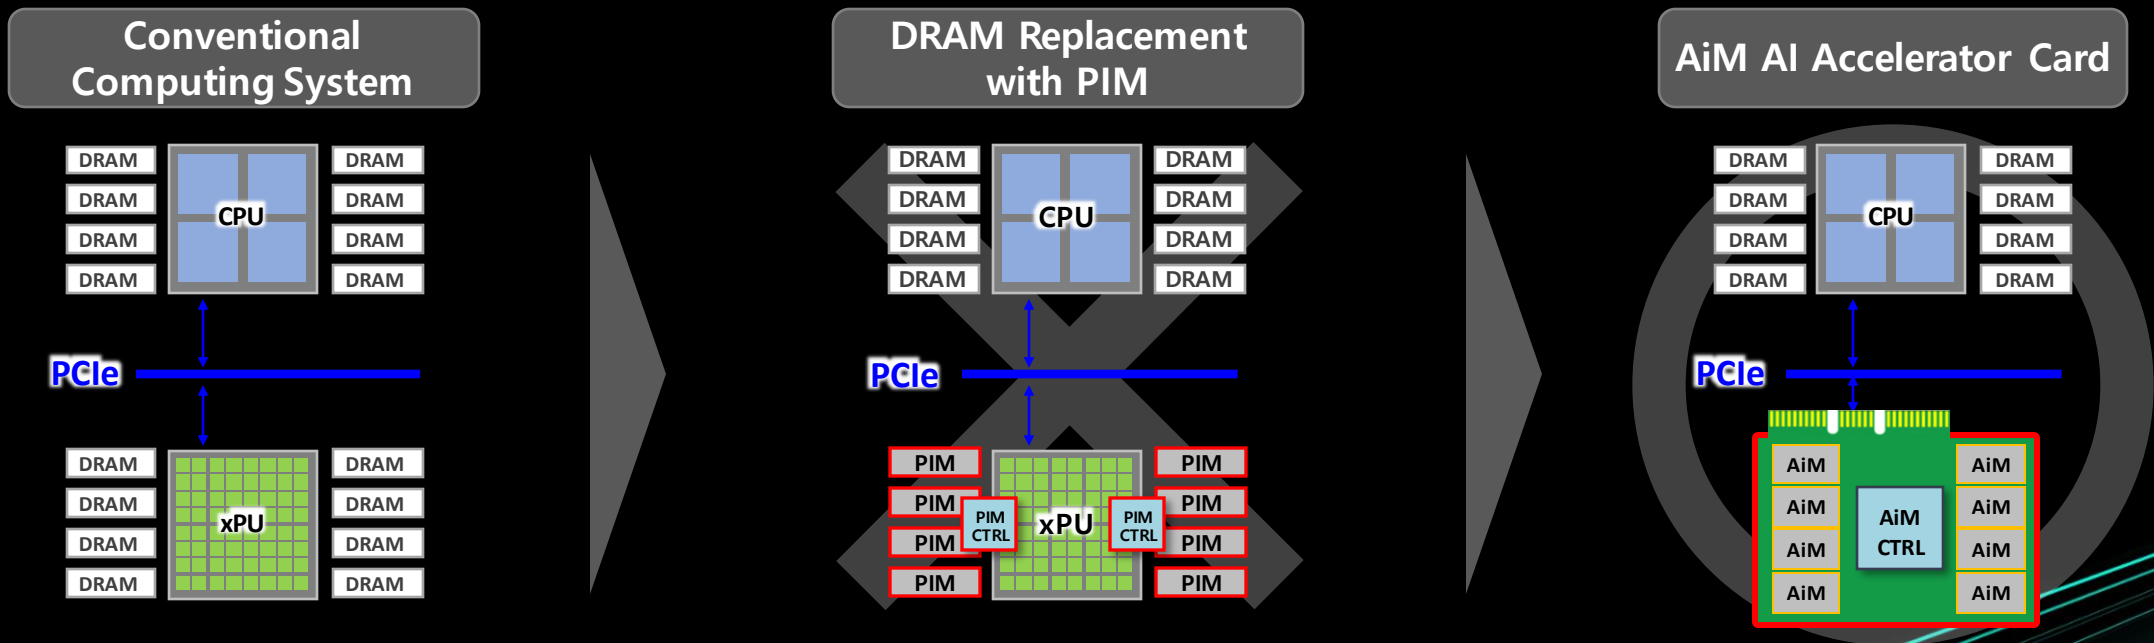 Conventional
Computing System
DRAM
DRAM
DRAM
DRAM
CPU
DRAM
DRAM
DRAM
DRAM
PCIe
DRAM
DRAM
DRAM
DRAM
xPU
DRAM
DRAM
DRAM
DRAM
DRAM Replacement
with PIM
DRAM
DRAM
DRAM
DRAM
CPU
DRAM
DRAM
DRAM
DRAM
PCIe
PIM
PIM
PIM
PIM
PIM
CTRL
xPU
PIM
CTRL
PIM
PIM
PIM
PIM
AiM AI Accelerator Card
DRAM
DRAM
DRAM
DRAM
CPU
DRAM
DRAM
DRAM
DRAM
PCIe
AiM
AiM
AiM
AiM
AiM
CTRL
AiM
AiM
AiM
AiM